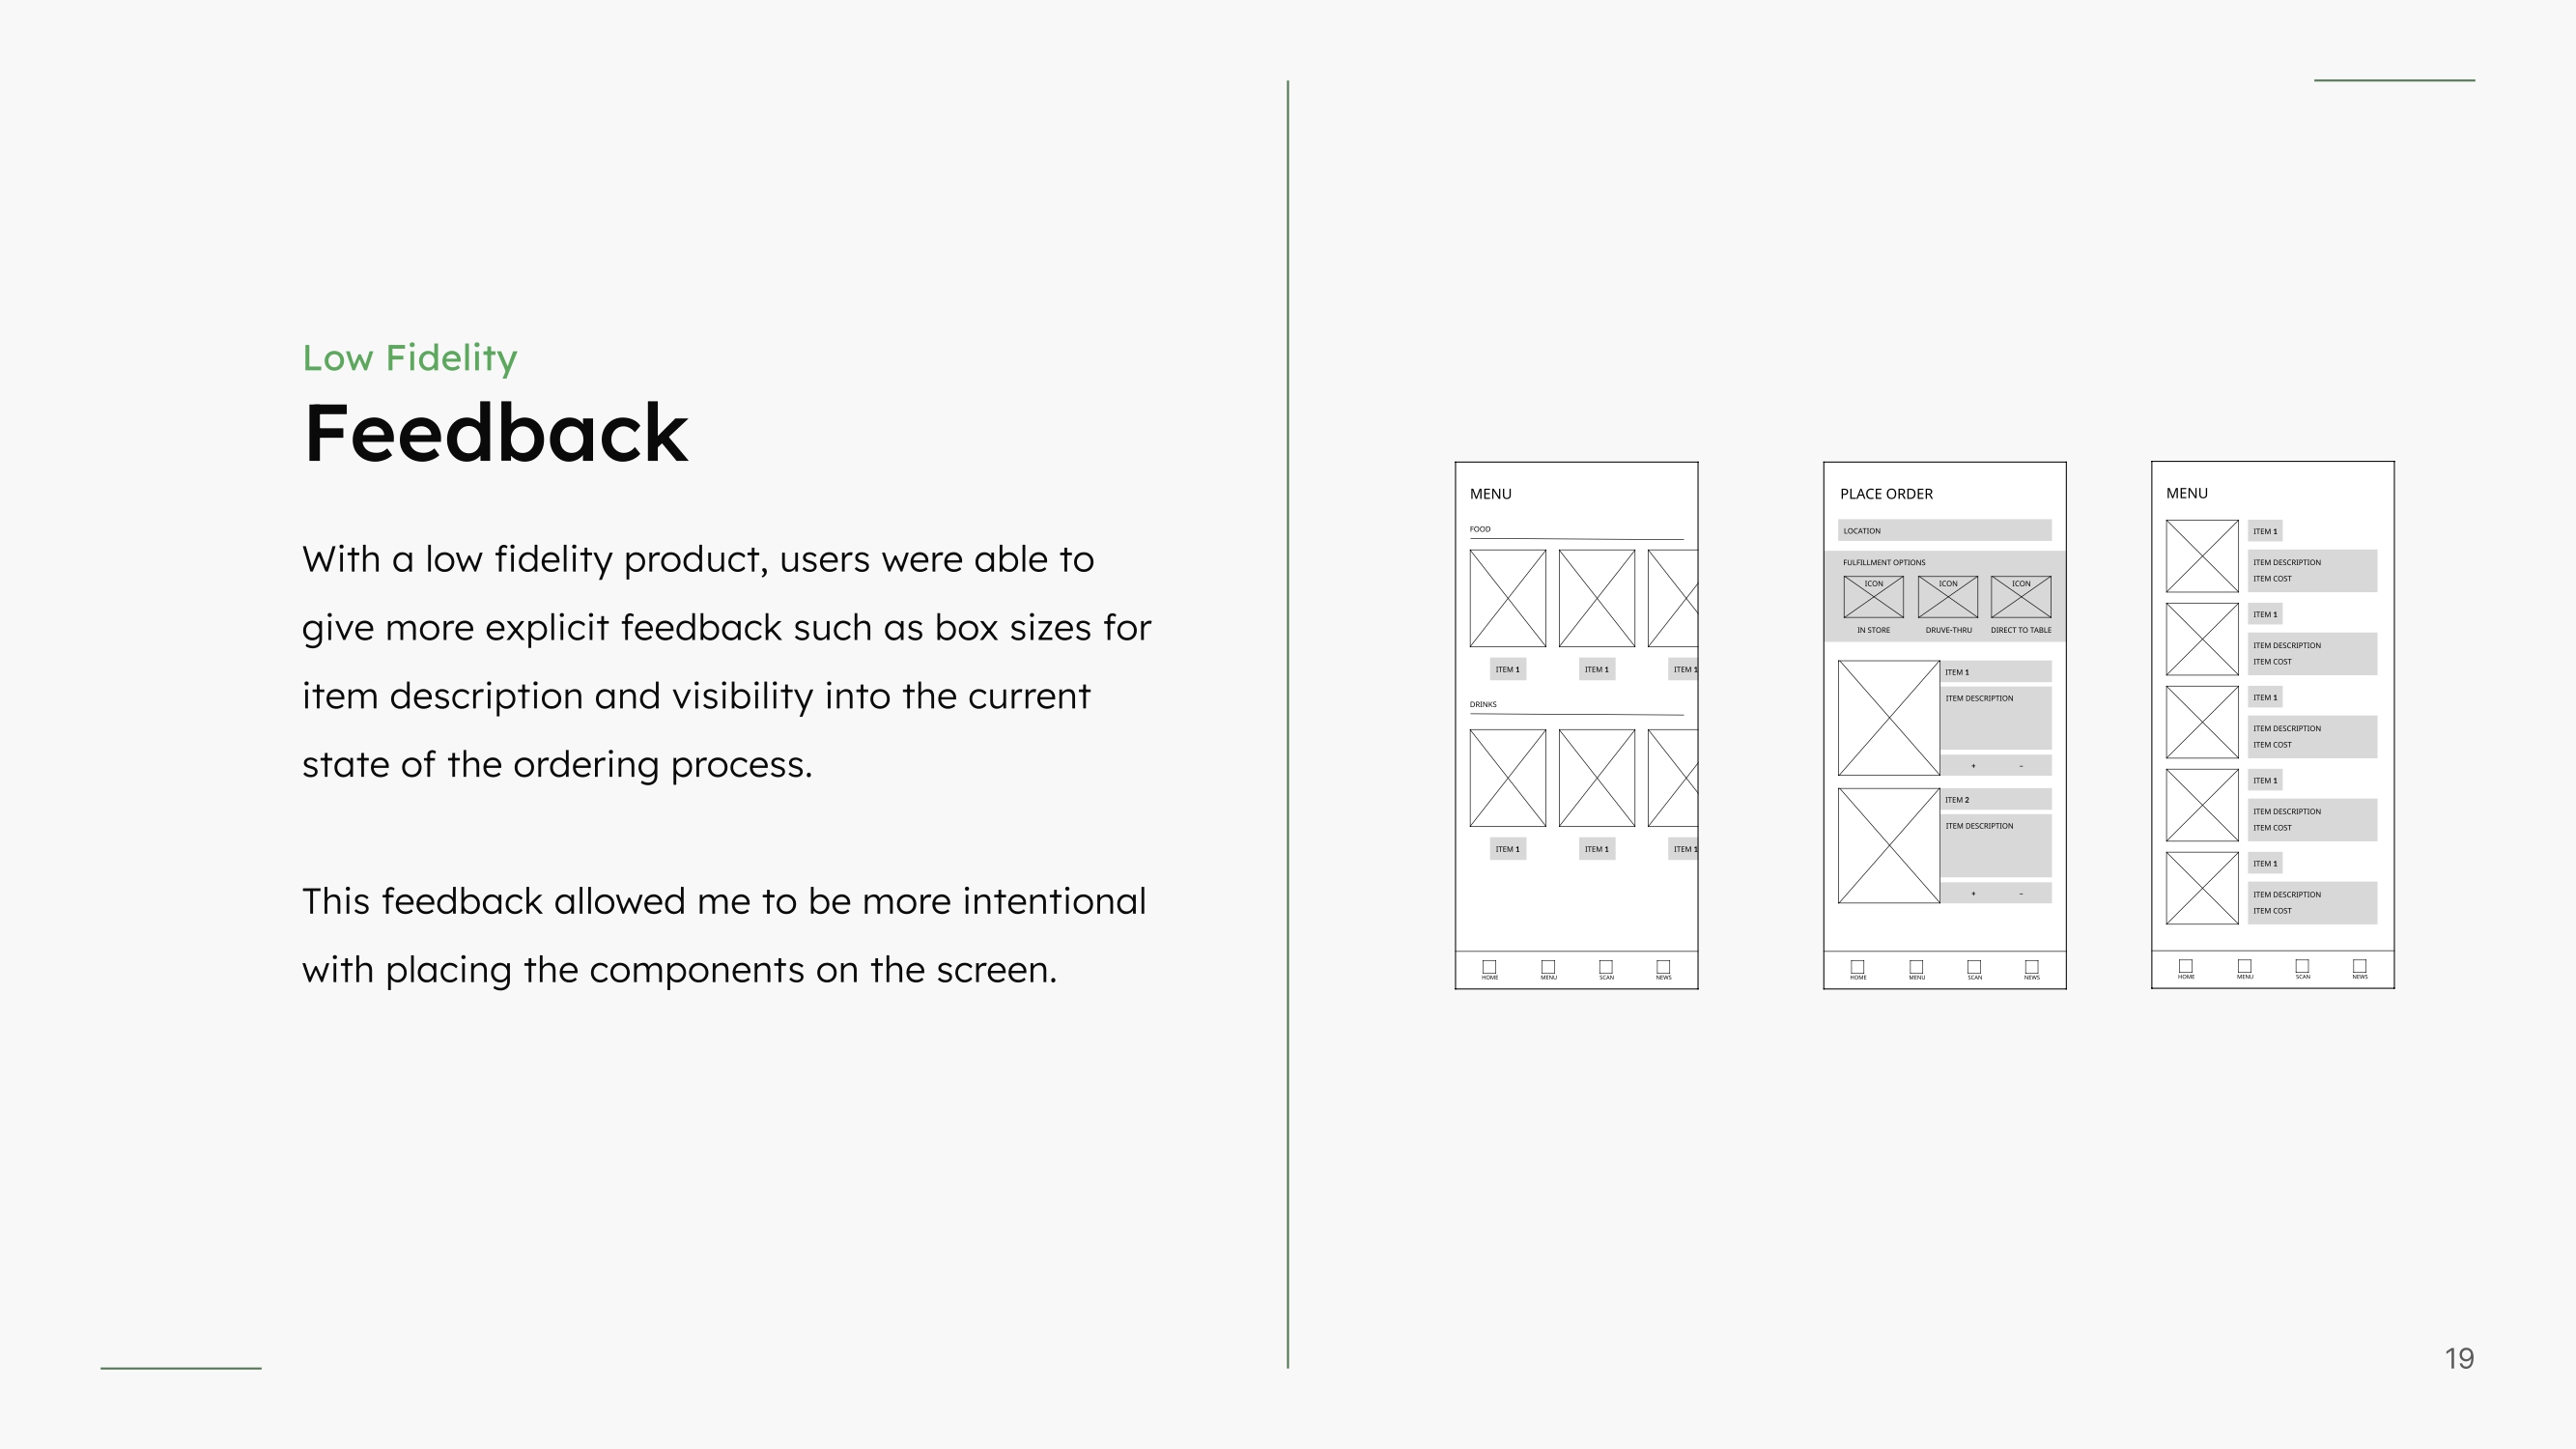 Low Fidelity
Feedback
With a low fidelity product, users were able to
give more explicit feedback such as box sizes for
item description and visibility into the current
state of the ordering process.
This feedback allowed me to be more intentional
with placing the components on the screen.
MENU
FOOD
ITEM 1 ITEM 1 ITEM 1
DRINKS
ITEM 1 ITEM 1 ITEM 1
HOME MENU SCAN NEWS
PLACE ORDER
LOCATION
FULFILLMENT OPTIONS
ICON ICON ICON
IN STORE DRUVE-THRU DIRECT TO TABLE
ITEM 1
ITEM DESCRIPTION
+ -
ITEM 2
ITEM DESCRIPTION
+ -
HOME MENU SCAN NEWS
MENU
ITEM 1
ITEM DESCRIPTION
ITEM COST
ITEM 1
ITEM DESCRIPTION
ITEM COST
ITEM 1
ITEM DESCRIPTION
ITEM COST
ITEM 1
ITEM DESCRIPTION
ITEM COST
ITEM 1
ITEM DESCRIPTION
ITEM COST
HOME MENU SCAN NEWS
19